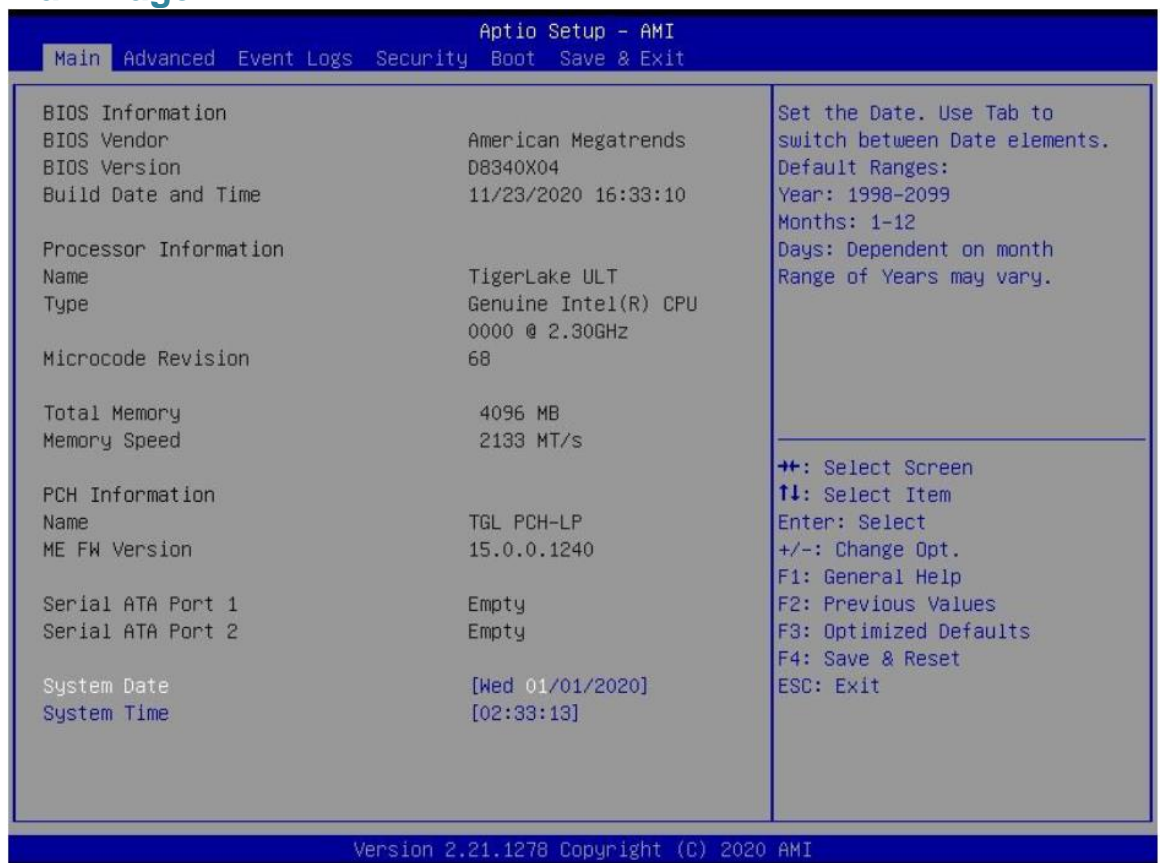 Aptio Setup – AMI
Main Advanced Event Logs Security Boot Save & Exit
BIOS Information
BIOS Vendor American Megatrends
BIOS Version D8340X04
Build Date and Time 11/23/2020 16:33:10
Processor Information
Name TigerLake ULT
Type Genuine Intel(R) CPU
0000 @ 2.30GHz
Microcode Revision 68
Total Memory 4096 MB
Memory Speed 2133 MT/s
PCH Information
Name TGL PCH-LP
ME FW Version 15.0.0.1240
Serial ATA Port 1 Empty
Serial ATA Port 2 Empty
System Date [Wed 01/01/2020]
System Time [02:33:13]
Set the Date. Use Tab to
switch between Date elements.
Default Ranges:
Year: 1998-2099
Months: 1-12
Days: Dependent on month
Range of Years may vary.
→←: Select Screen
↑↓: Select Item
Enter: Select
+/-: Change Opt.
F1: General Help
F2: Previous Values
F3: Optimized Defaults
F4: Save & Reset
ESC: Exit
Version 2.21.1278 Copyright (C) 2020 AMI